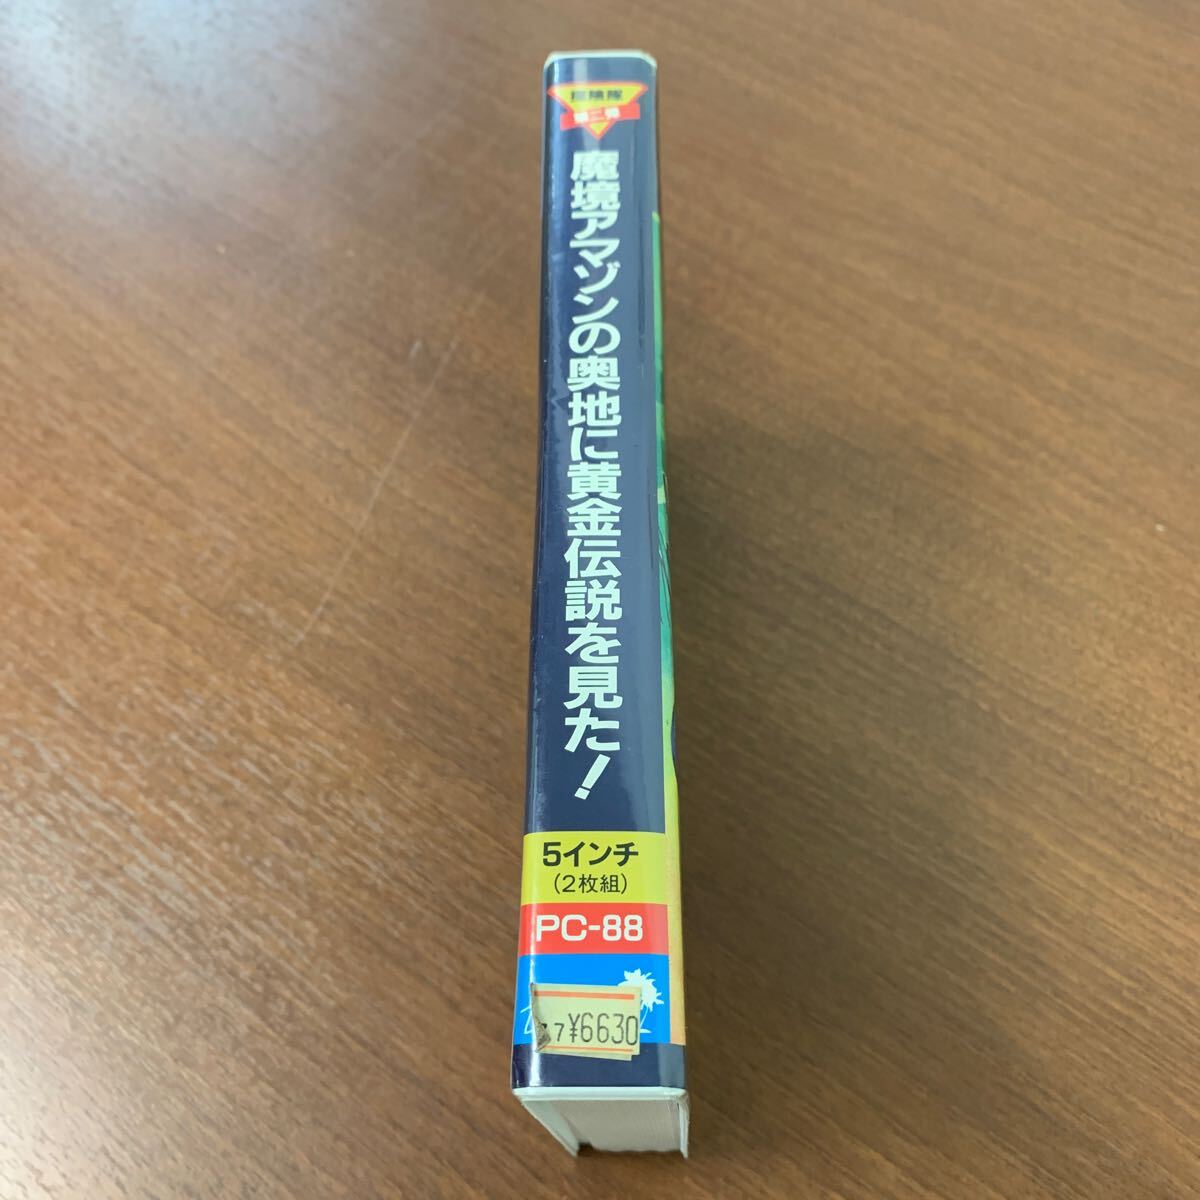 探険隊
第二弾
魔境アマゾンの奥地に黄金伝説を見た!
5インチ
(2枚組)
PC-88
7 ¥6630